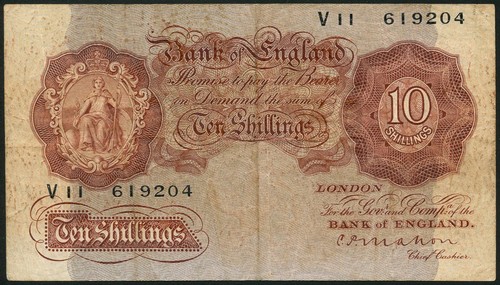 V11 619204
Bank of England
Promise to pay the Bearer
on Demand the sum of
Ten Shillings
10
SHILLINGS
V11 619204
LONDON
For the Govr. and Compa. of the
BANK OF ENGLAND.
C.P. Mahon
Chief Cashier.
Ten Shillings